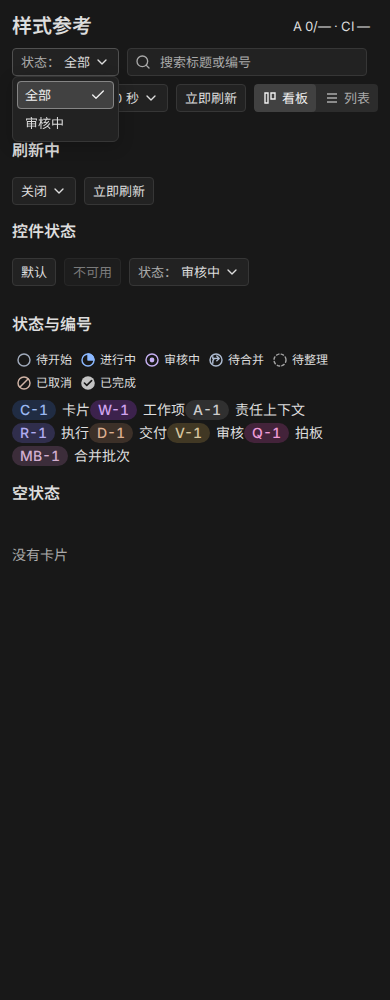 样式参考
A 0/— · CI —
状态： 全部
搜索标题或编号
全部
审核中
秒
立即刷新
看板
列表
刷新中
关闭
立即刷新
控件状态
默认
不可用
状态： 审核中
状态与编号
待开始 进行中 审核中 待合并 待整理
已取消 已完成
C-1 卡片 W-1 工作项 A-1 责任上下文
R-1 执行 D-1 交付 V-1 审核 Q-1 拍板
MB-1 合并批次
空状态
没有卡片